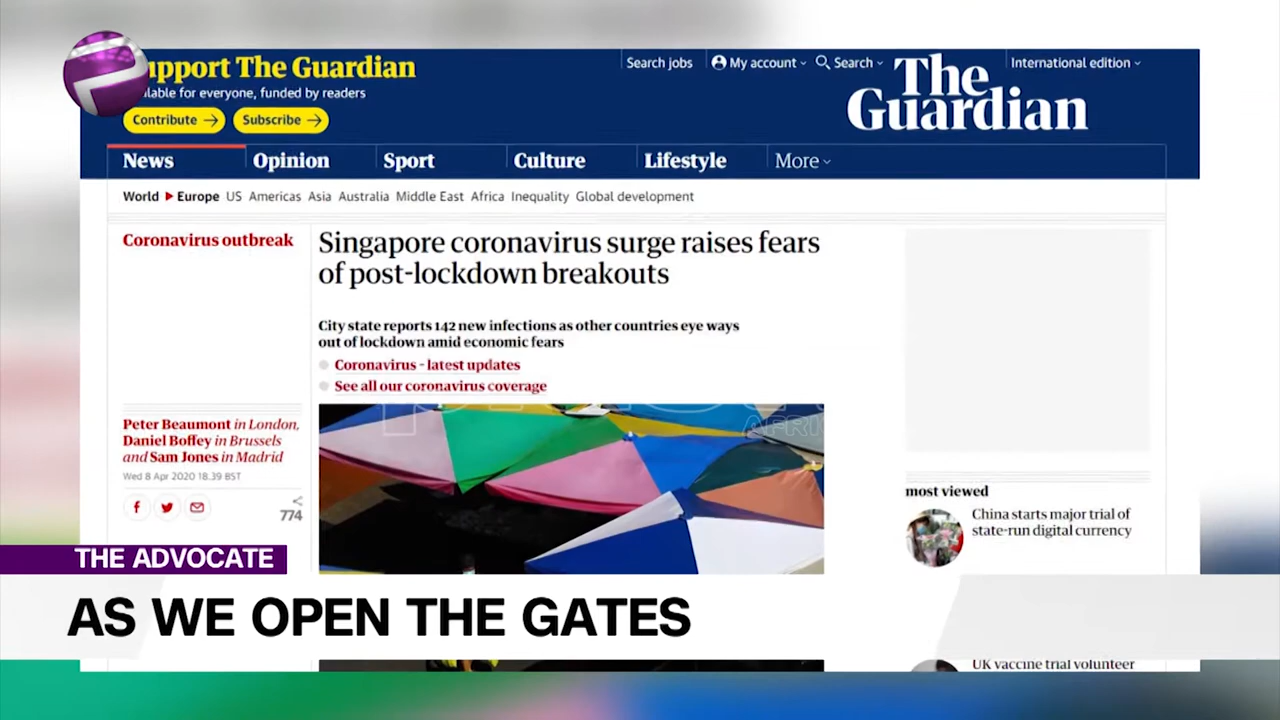 Support The Guardian
Available for everyone, funded by readers
Contribute
Subscribe
Search jobs
My account
Search
International edition
The
Guardian
News
Opinion
Sport
Culture
Lifestyle
More
World
Europe
US
Americas
Asia
Australia
Middle East
Africa
Inequality
Global development
Coronavirus outbreak
Singapore coronavirus surge raises fears
of post-lockdown breakouts
City state reports 142 new infections as other countries eye ways
out of lockdown amid economic fears
Coronavirus - latest updates
See all our coronavirus coverage
Peter Beaumont in London,
Daniel Boffey in Brussels
and Sam Jones in Madrid
Wed 8 Apr 2020 18.39 BST
774
most viewed
China starts major trial of
state-run digital currency
THE ADVOCATE
AS WE OPEN THE GATES
UK vaccine trial volunteer